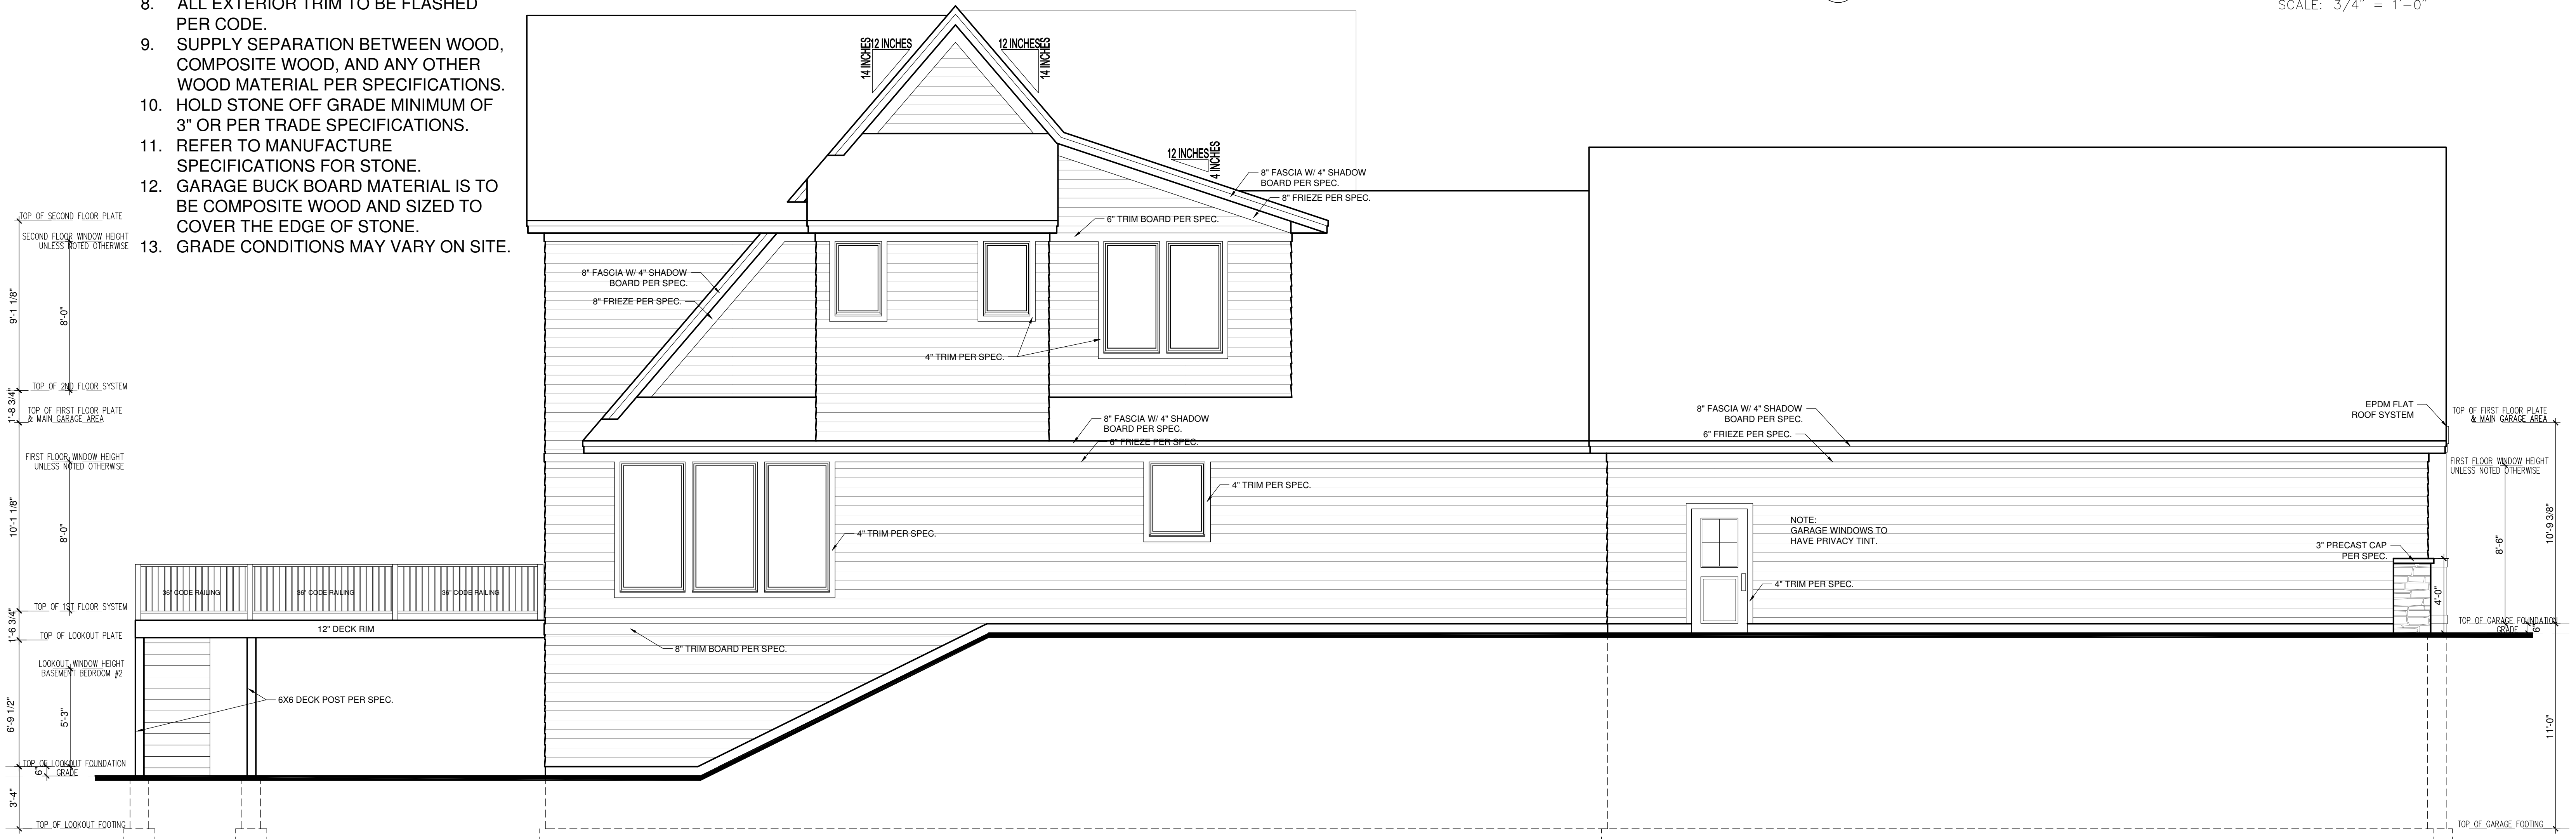 8. ALL EXTERIOR TRIM TO BE FLASHED
PER CODE.
9. SUPPLY SEPARATION BETWEEN WOOD,
COMPOSITE WOOD, AND ANY OTHER
WOOD MATERIAL PER SPECIFICATIONS.
10. HOLD STONE OFF GRADE MINIMUM OF
3" OR PER TRADE SPECIFICATIONS.
11. REFER TO MANUFACTURE
SPECIFICATIONS FOR STONE.
12. GARAGE BUCK BOARD MATERIAL IS TO
BE COMPOSITE WOOD AND SIZED TO
COVER THE EDGE OF STONE.
13. GRADE CONDITIONS MAY VARY ON SITE.
SCALE: 3/4" = 1'-0"
12 INCHES
14 INCHES
12 INCHES
14 INCHES
12 INCHES
4 INCHES
8" FASCIA W/ 4" SHADOW
BOARD PER SPEC.
8" FRIEZE PER SPEC.
6" TRIM BOARD PER SPEC.
8" FASCIA W/ 4" SHADOW
BOARD PER SPEC.
8" FRIEZE PER SPEC.
4" TRIM PER SPEC.
8" FASCIA W/ 4" SHADOW
BOARD PER SPEC.
6" FRIEZE PER SPEC.
8" FASCIA W/ 4" SHADOW
BOARD PER SPEC.
6" FRIEZE PER SPEC.
EPDM FLAT
ROOF SYSTEM
4" TRIM PER SPEC.
4" TRIM PER SPEC.
NOTE:
GARAGE WINDOWS TO
HAVE PRIVACY TINT.
3" PRECAST CAP
PER SPEC.
4" TRIM PER SPEC.
36" CODE RAILING
36" CODE RAILING
36" CODE RAILING
12" DECK RIM
8" TRIM BOARD PER SPEC.
6X6 DECK POST PER SPEC.
TOP OF SECOND FLOOR PLATE
SECOND FLOOR WINDOW HEIGHT
UNLESS NOTED OTHERWISE
9'-1 1/8"
8'-0"
TOP OF 2ND FLOOR SYSTEM
1'-8 3/4"
TOP OF FIRST FLOOR PLATE
& MAIN GARAGE AREA
FIRST FLOOR WINDOW HEIGHT
UNLESS NOTED OTHERWISE
10'-1 1/8"
8'-0"
TOP OF 1ST FLOOR SYSTEM
1'-6 3/4"
TOP OF LOOKOUT PLATE
LOOKOUT WINDOW HEIGHT
BASEMENT BEDROOM #2
6'-9 1/2"
5'-3"
TOP OF LOOKOUT FOUNDATION
6"
GRADE
3'-4"
TOP OF LOOKOUT FOOTING
TOP OF FIRST FLOOR PLATE
& MAIN GARAGE AREA
FIRST FLOOR WINDOW HEIGHT
UNLESS NOTED OTHERWISE
8'-6"
10'-9 3/8"
4'-0"
TOP OF GARAGE FOUNDATION
GRADE
6"
11'-0"
TOP OF GARAGE FOOTING